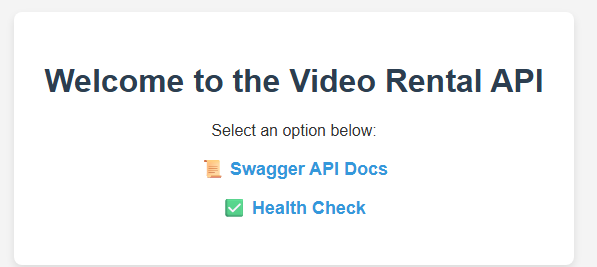 Welcome to the Video Rental API
Select an option below:
📜 Swagger API Docs
✅ Health Check